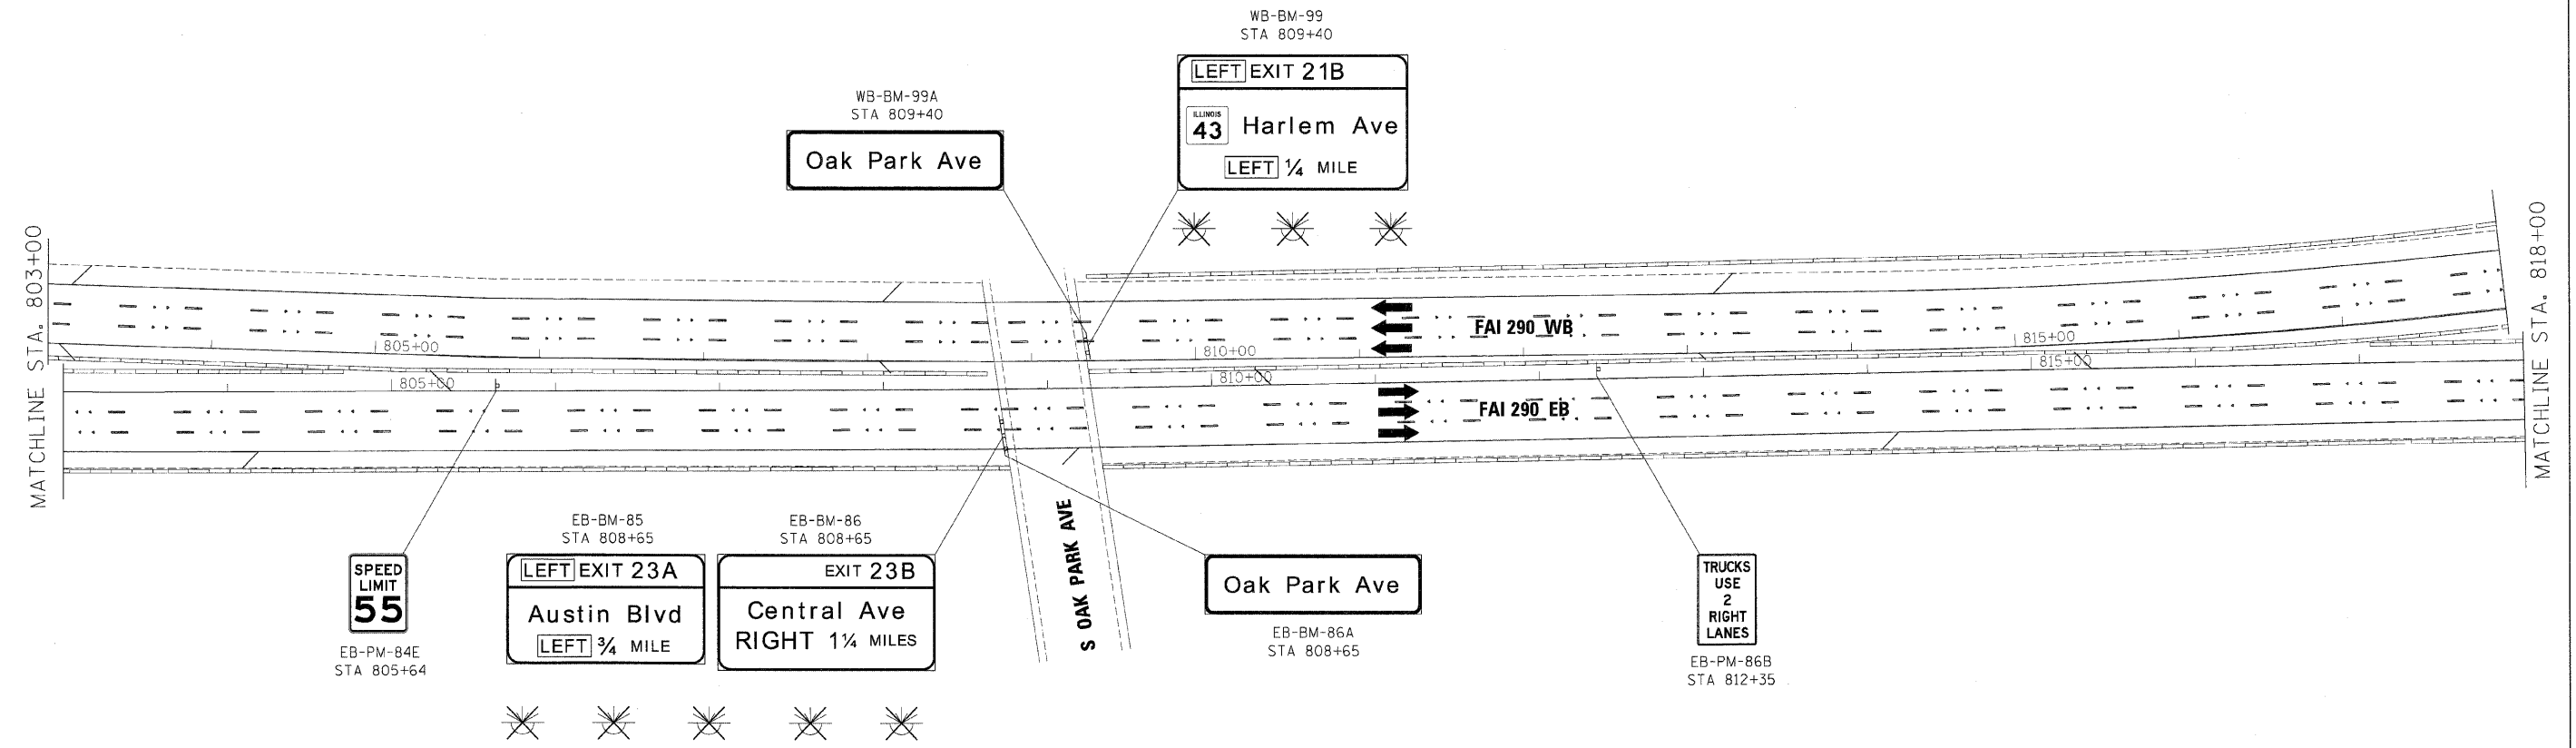 WB-BM-99
STA 809+40
LEFT EXIT 21B
ILLINOIS
43 Harlem Ave
LEFT 1/4 MILE
WB-BM-99A
STA 809+40
Oak Park Ave
MATCHLINE STA. 803+00
MATCHLINE STA. 818+00
805+00
810+00
815+00
FAI 290 WB
805+00
810+00
815+00
FAI 290 EB
S OAK PARK AVE
SPEED
LIMIT
55
EB-PM-84E
STA 805+64
EB-BM-85
STA 808+65
LEFT EXIT 23A
Austin Blvd
LEFT 3/4 MILE
EB-BM-86
STA 808+65
EXIT 23B
Central Ave
RIGHT 1 1/4 MILES
Oak Park Ave
EB-BM-86A
STA 808+65
TRUCKS
USE
2
RIGHT
LANES
EB-PM-86B
STA 812+35